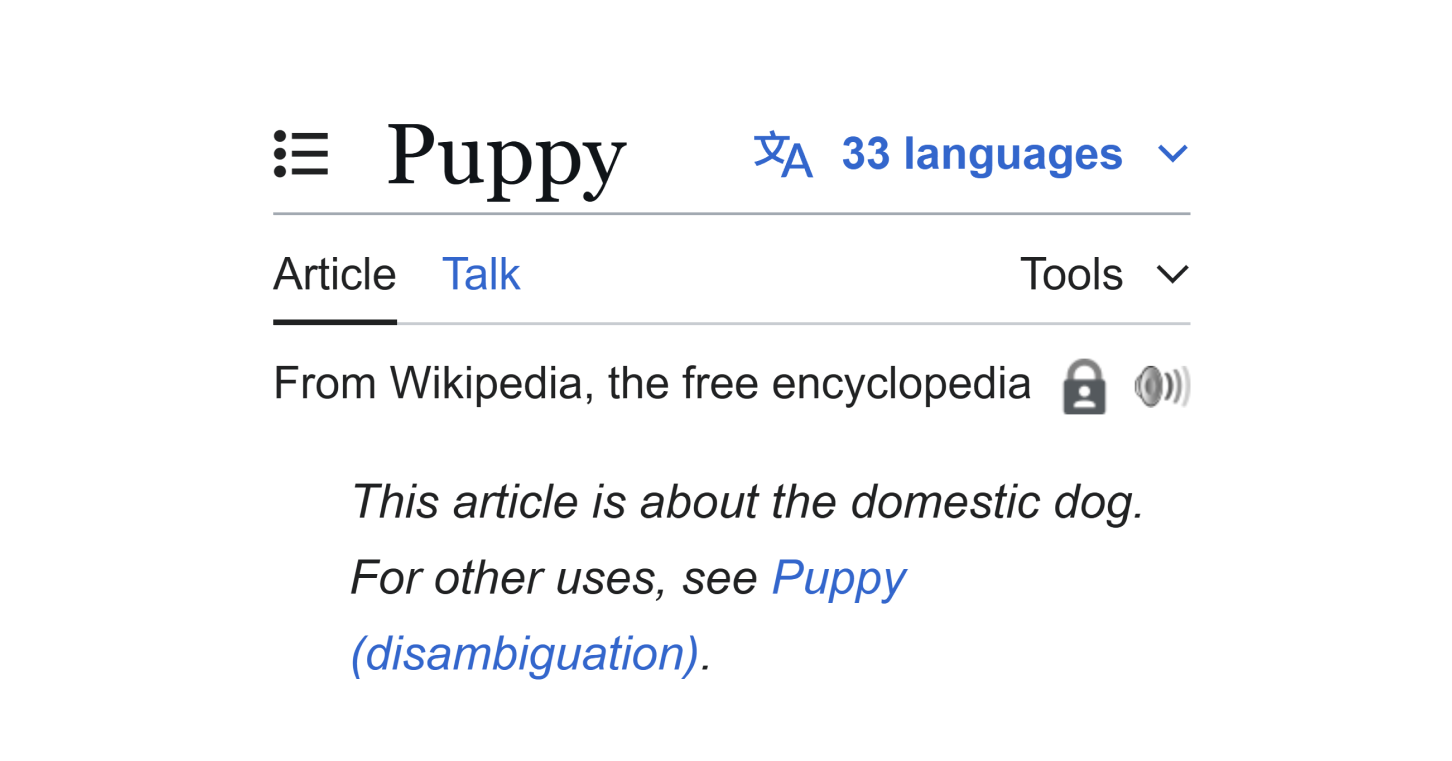 Puppy
33 languages
Article
Talk
Tools
From Wikipedia, the free encyclopedia
This article is about the domestic dog.
For other uses, see Puppy
(disambiguation).